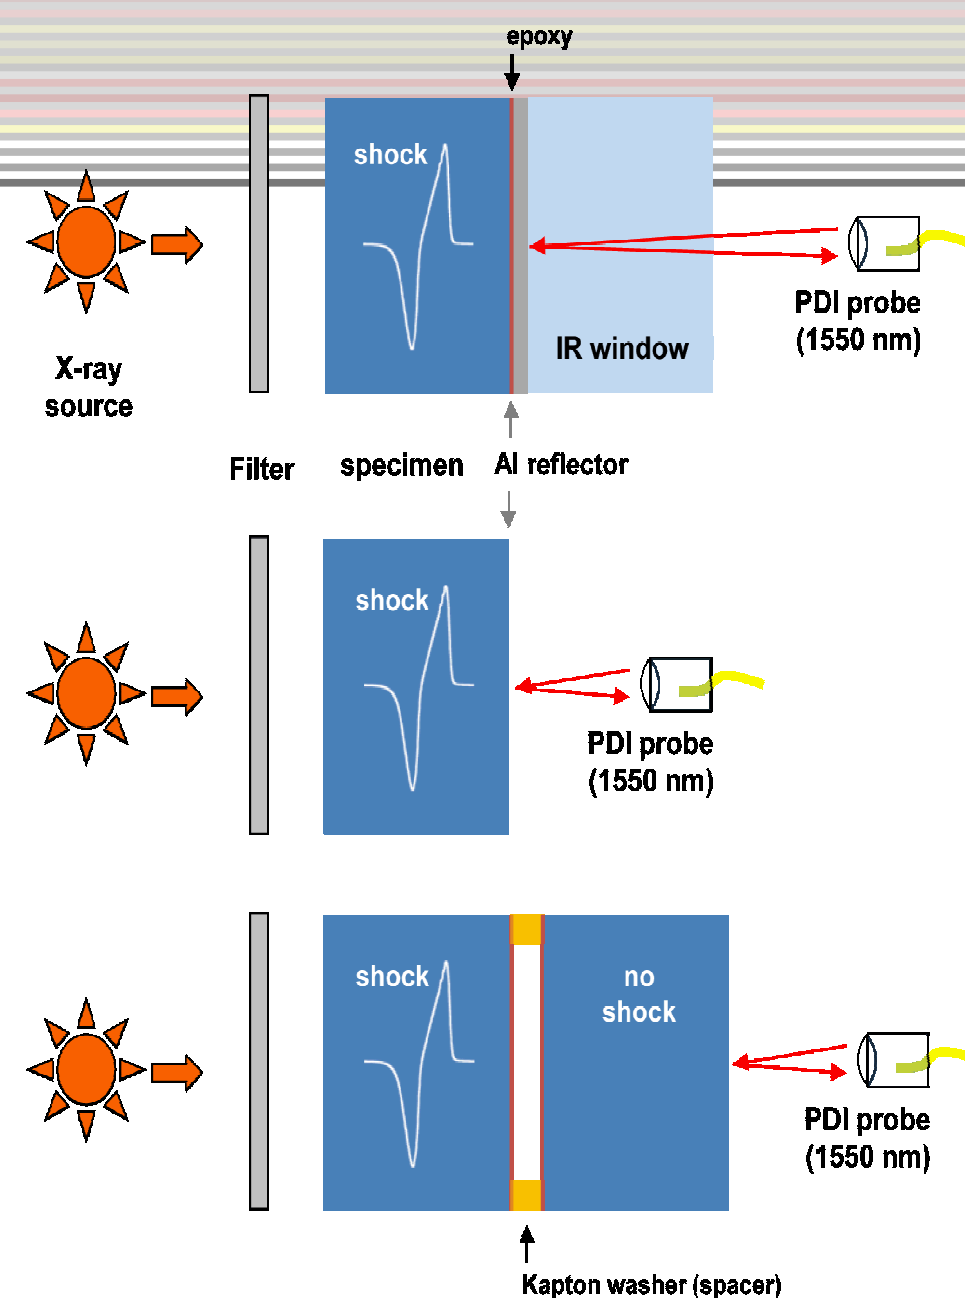 epoxy
shock
IR window
PDI probe
(1550 nm)
X-ray
source
Filter
specimen
Al reflector
shock
PDI probe
(1550 nm)
shock
no
shock
PDI probe
(1550 nm)
Kapton washer (spacer)